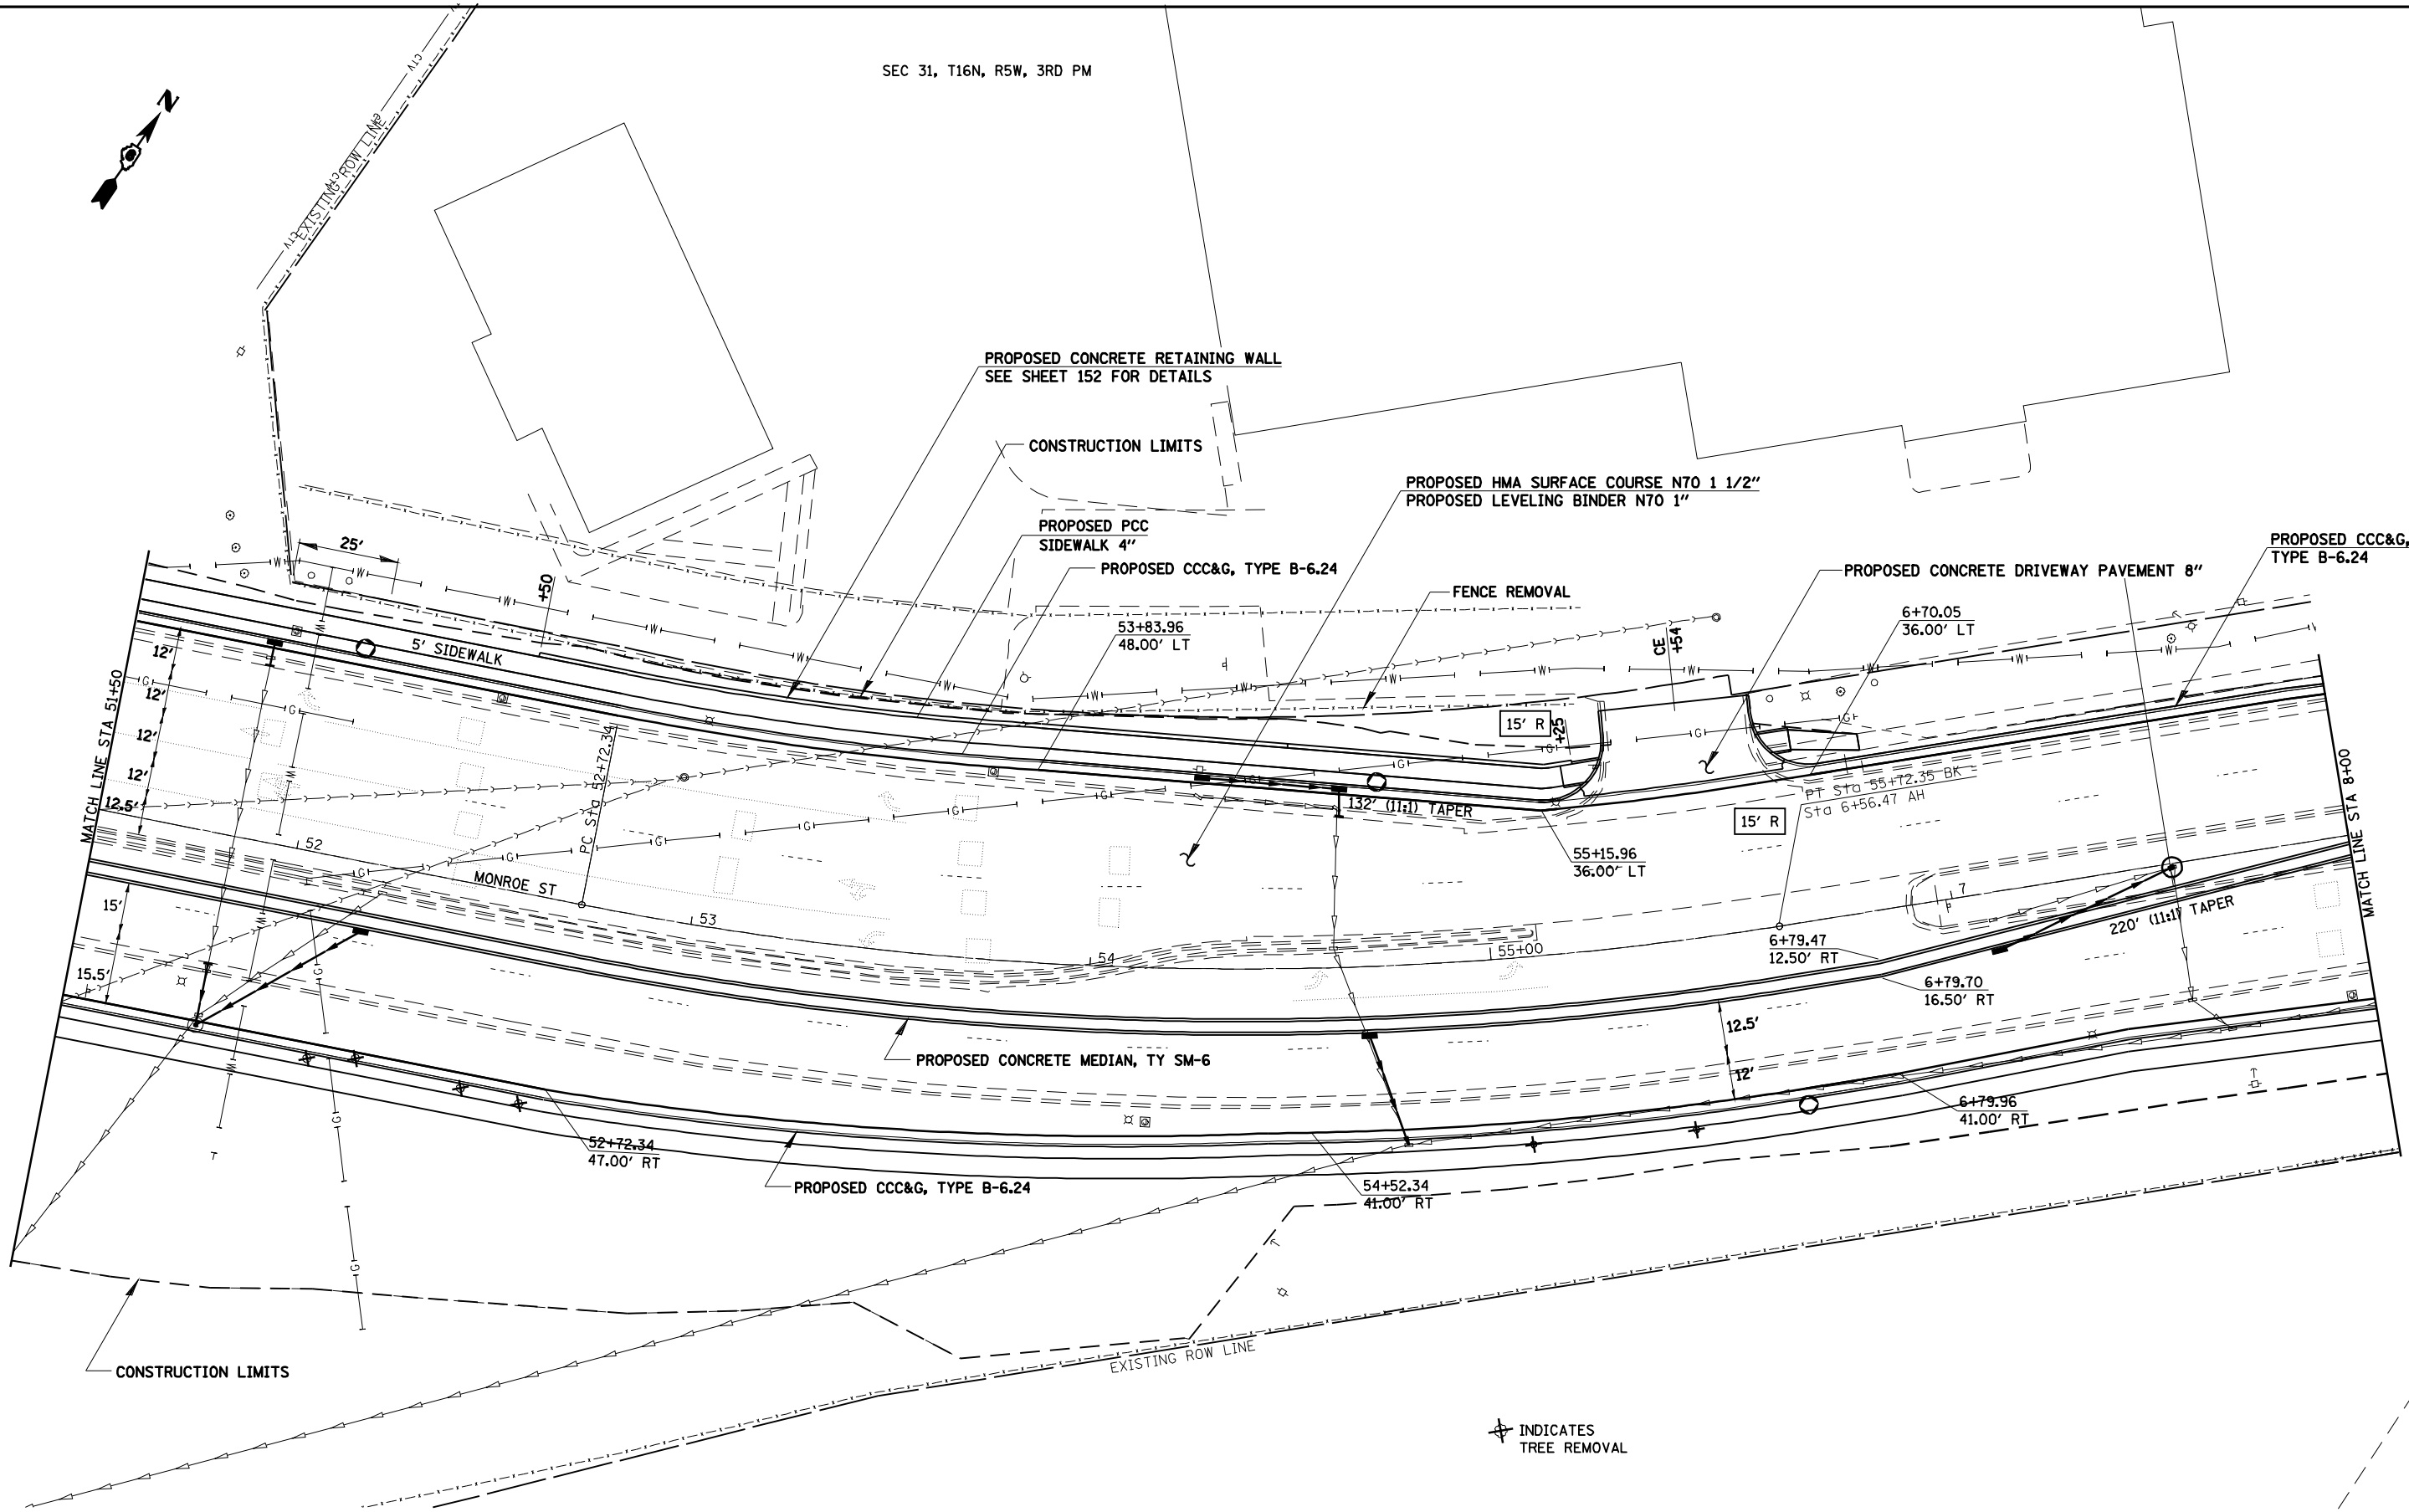 SEC 31, T16N, R5W, 3RD PM
N
CTV
CTV
CTV
CTV
EXISTING ROW LINE
PROPOSED CONCRETE RETAINING WALL
SEE SHEET 152 FOR DETAILS
CONSTRUCTION LIMITS
PROPOSED HMA SURFACE COURSE N70 1 1/2"
PROPOSED LEVELING BINDER N70 1"
PROPOSED PCC
SIDEWALK 4"
PROPOSED CCC&G, TYPE B-6.24
PROPOSED CCC&G,
TYPE B-6.24
PROPOSED CONCRETE DRIVEWAY PAVEMENT 8"
FENCE REMOVAL
25'
+50
53+83.96
48.00' LT
6+70.05
36.00' LT
CE
+54
5' SIDEWALK
MATCH LINE STA 51+50
12'
12'
12'
12'
12.5'
15'
15.5'
15' R
+25
132' (11:1) TAPER
PC Sta 52+72.34
PT Sta 55+72.35 BK =
Sta 6+56.47 AH
15' R
MATCH LINE STA 8+00
52
MONROE ST
53
54
55+00
7
55+15.96
36.00' LT
6+79.47
12.50' RT
220' (11:1) TAPER
6+79.70
16.50' RT
12.5'
12'
PROPOSED CONCRETE MEDIAN, TY SM-6
6+79.96
41.00' RT
52+72.34
47.00' RT
PROPOSED CCC&G, TYPE B-6.24
54+52.34
41.00' RT
CONSTRUCTION LIMITS
EXISTING ROW LINE
INDICATES
TREE REMOVAL